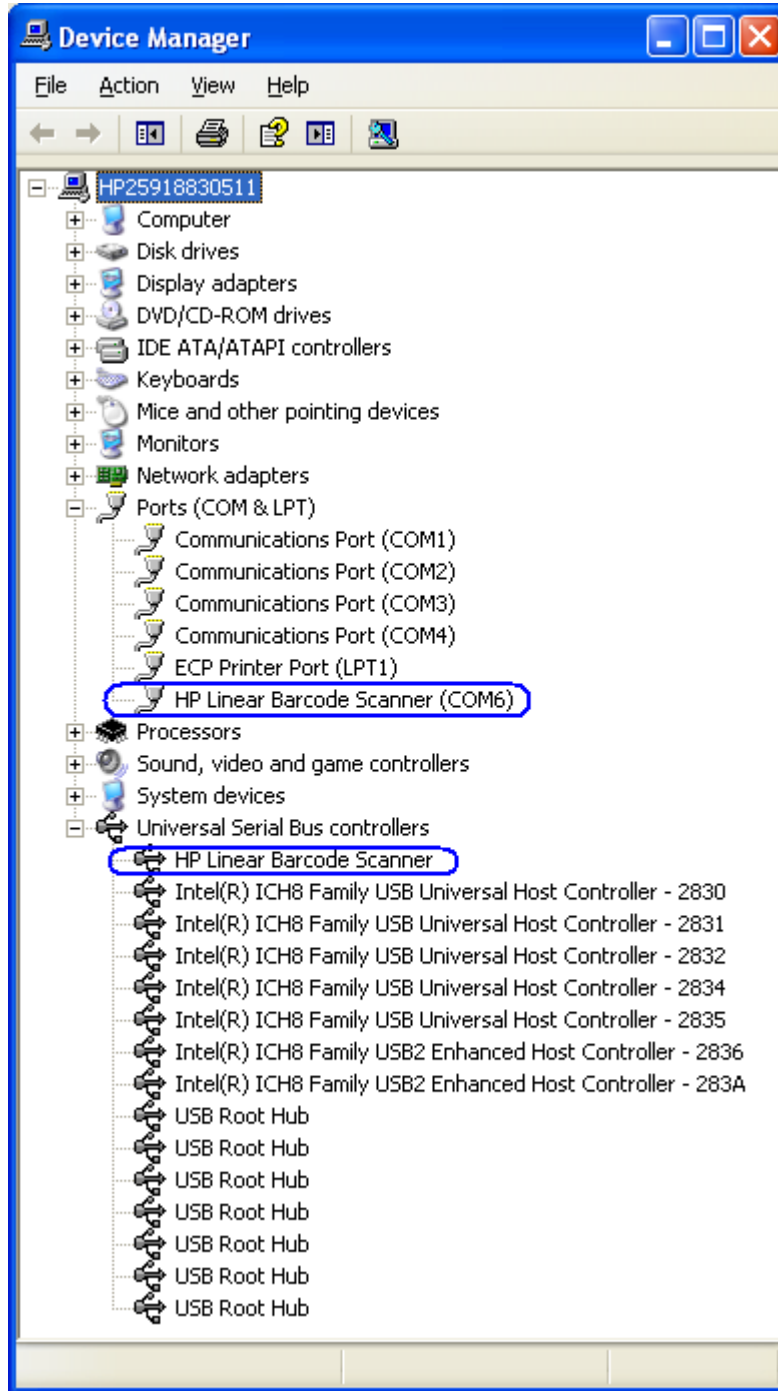 Device Manager
File Action View Help
HP25918830511
Computer
Disk drives
Display adapters
DVD/CD-ROM drives
IDE ATA/ATAPI controllers
Keyboards
Mice and other pointing devices
Monitors
Network adapters
Ports (COM & LPT)
Communications Port (COM1)
Communications Port (COM2)
Communications Port (COM3)
Communications Port (COM4)
ECP Printer Port (LPT1)
HP Linear Barcode Scanner (COM6)
Processors
Sound, video and game controllers
System devices
Universal Serial Bus controllers
HP Linear Barcode Scanner
Intel(R) ICH8 Family USB Universal Host Controller - 2830
Intel(R) ICH8 Family USB Universal Host Controller - 2831
Intel(R) ICH8 Family USB Universal Host Controller - 2832
Intel(R) ICH8 Family USB Universal Host Controller - 2834
Intel(R) ICH8 Family USB Universal Host Controller - 2835
Intel(R) ICH8 Family USB2 Enhanced Host Controller - 2836
Intel(R) ICH8 Family USB2 Enhanced Host Controller - 283A
USB Root Hub
USB Root Hub
USB Root Hub
USB Root Hub
USB Root Hub
USB Root Hub
USB Root Hub